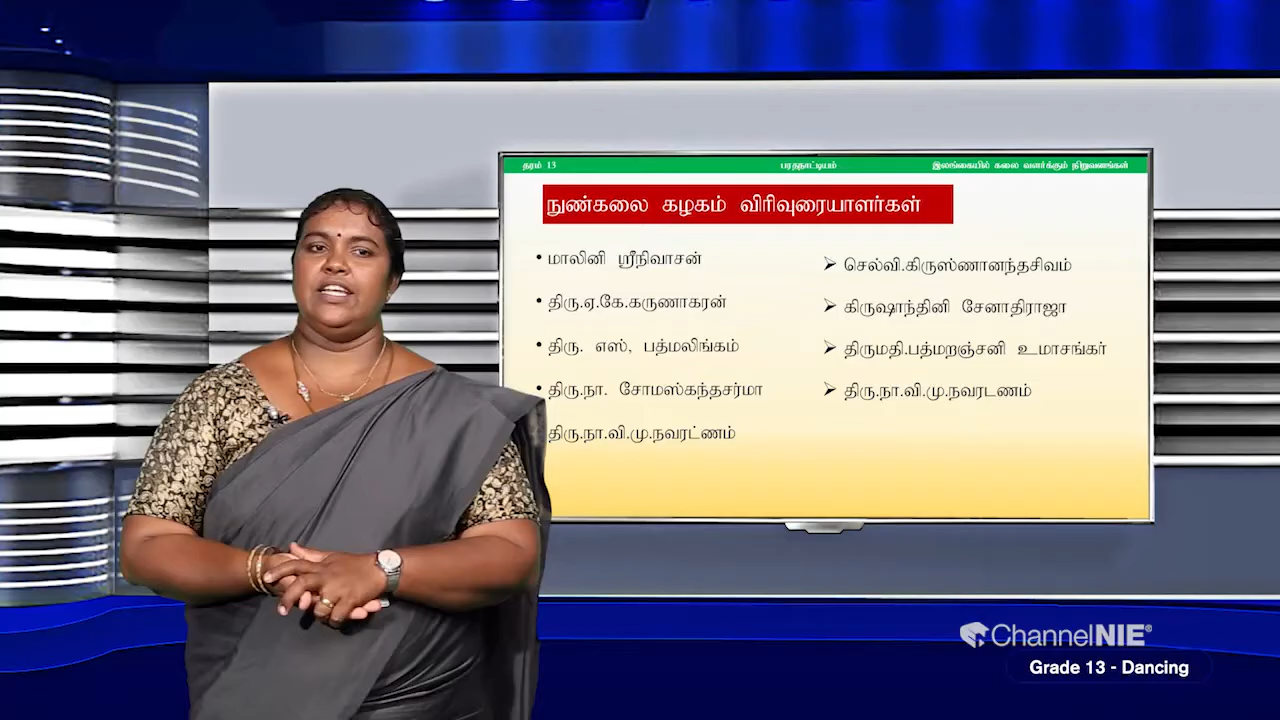 தரம் 13
பரதநாட்டியம்
இலங்கையில் கலை வளர்க்கும் நிறுவனங்கள்
நுண்கலை கழகம் விரிவுரையாளர்கள்
• மாலினி ஸ்ரீநிவாசன்
• திரு.ஏ.கே.கருணாகரன்
• திரு. எஸ், பத்மலிங்கம்
• திரு.நா. சோமஸ்கந்தசர்மா
திரு.நா.வி.மு.நவரட்ணம்
➢ செல்வி.கிருஸ்ணானந்தசிவம்
➢ கிருஷாந்தினி சேனாதிராஜா
➢ திருமதி.பத்மறஞ்சனி உமாசங்கர்
➢ திரு.நா.வி.மு.நவரடணம்
ChannelNIE®
Grade 13 - Dancing